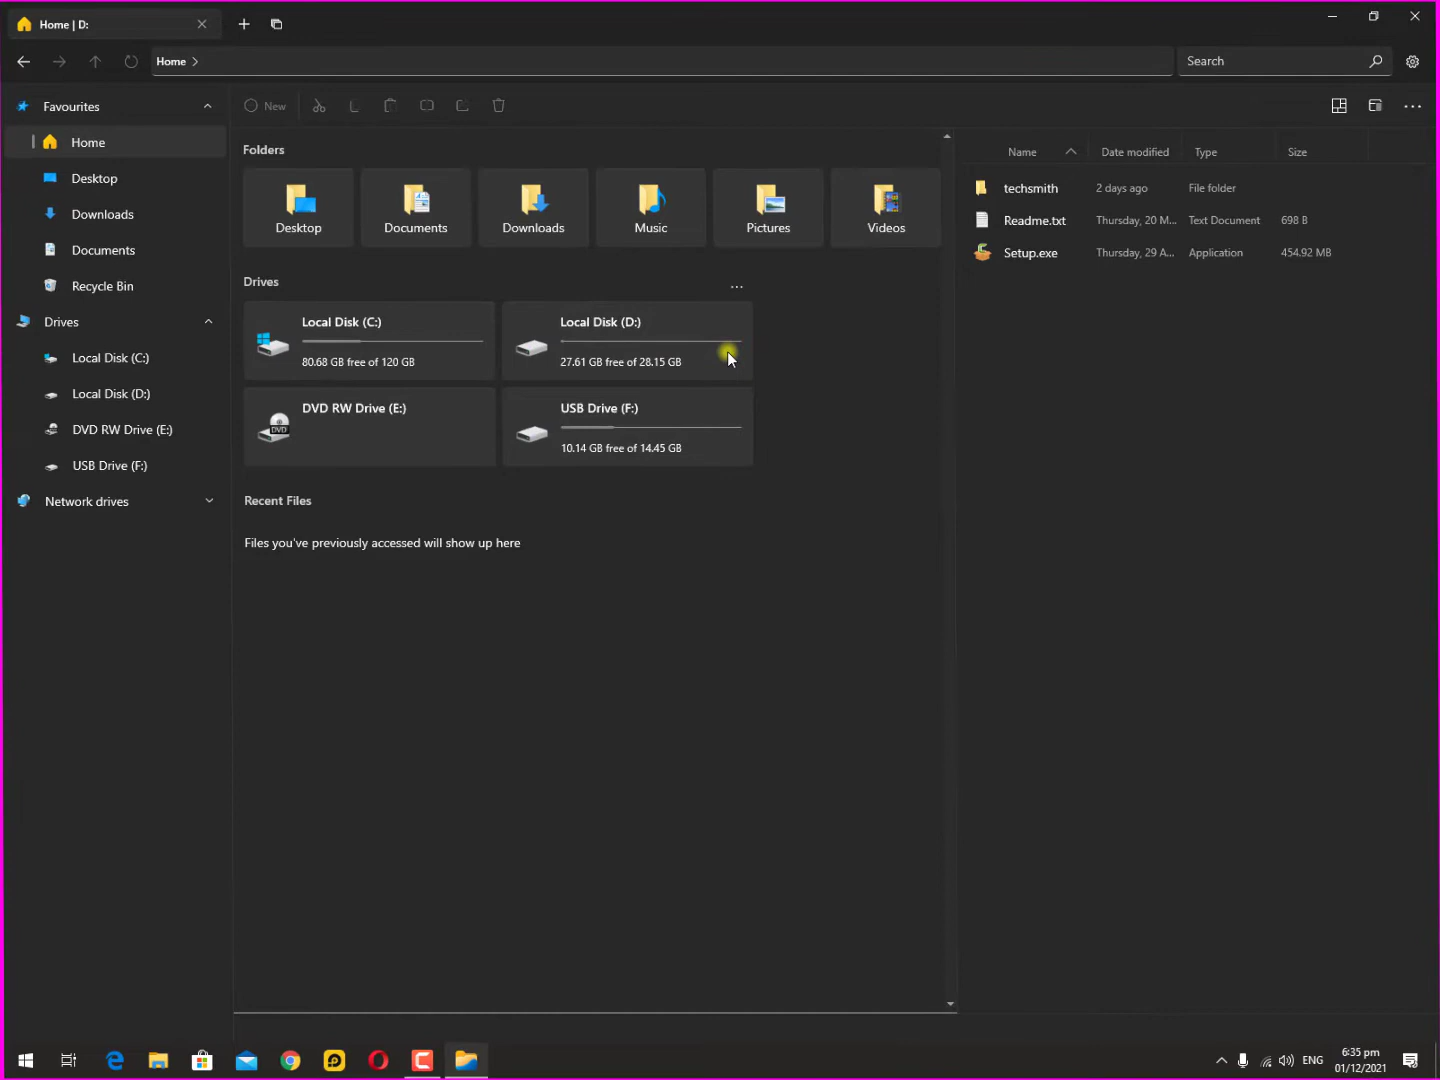 Home | D:
Home
Search
Favourites
Home
Desktop
Downloads
Documents
Recycle Bin
Drives
Local Disk (C:)
Local Disk (D:)
DVD RW Drive (E:)
USB Drive (F:)
Network drives
New
Folders
Desktop
Documents
Downloads
Music
Pictures
Videos
Drives
...
Local Disk (C:)
80.68 GB free of 120 GB
Local Disk (D:)
27.61 GB free of 28.15 GB
DVD
DVD RW Drive (E:)
USB Drive (F:)
10.14 GB free of 14.45 GB
Recent Files
Files you've previously accessed will show up here
Name Date modified Type Size
techsmith 2 days ago File folder
Readme.txt Thursday, 20 M... Text Document 698 B
Setup.exe Thursday, 29 A... Application 454.92 MB
ENG
6:35 pm
01/12/2021